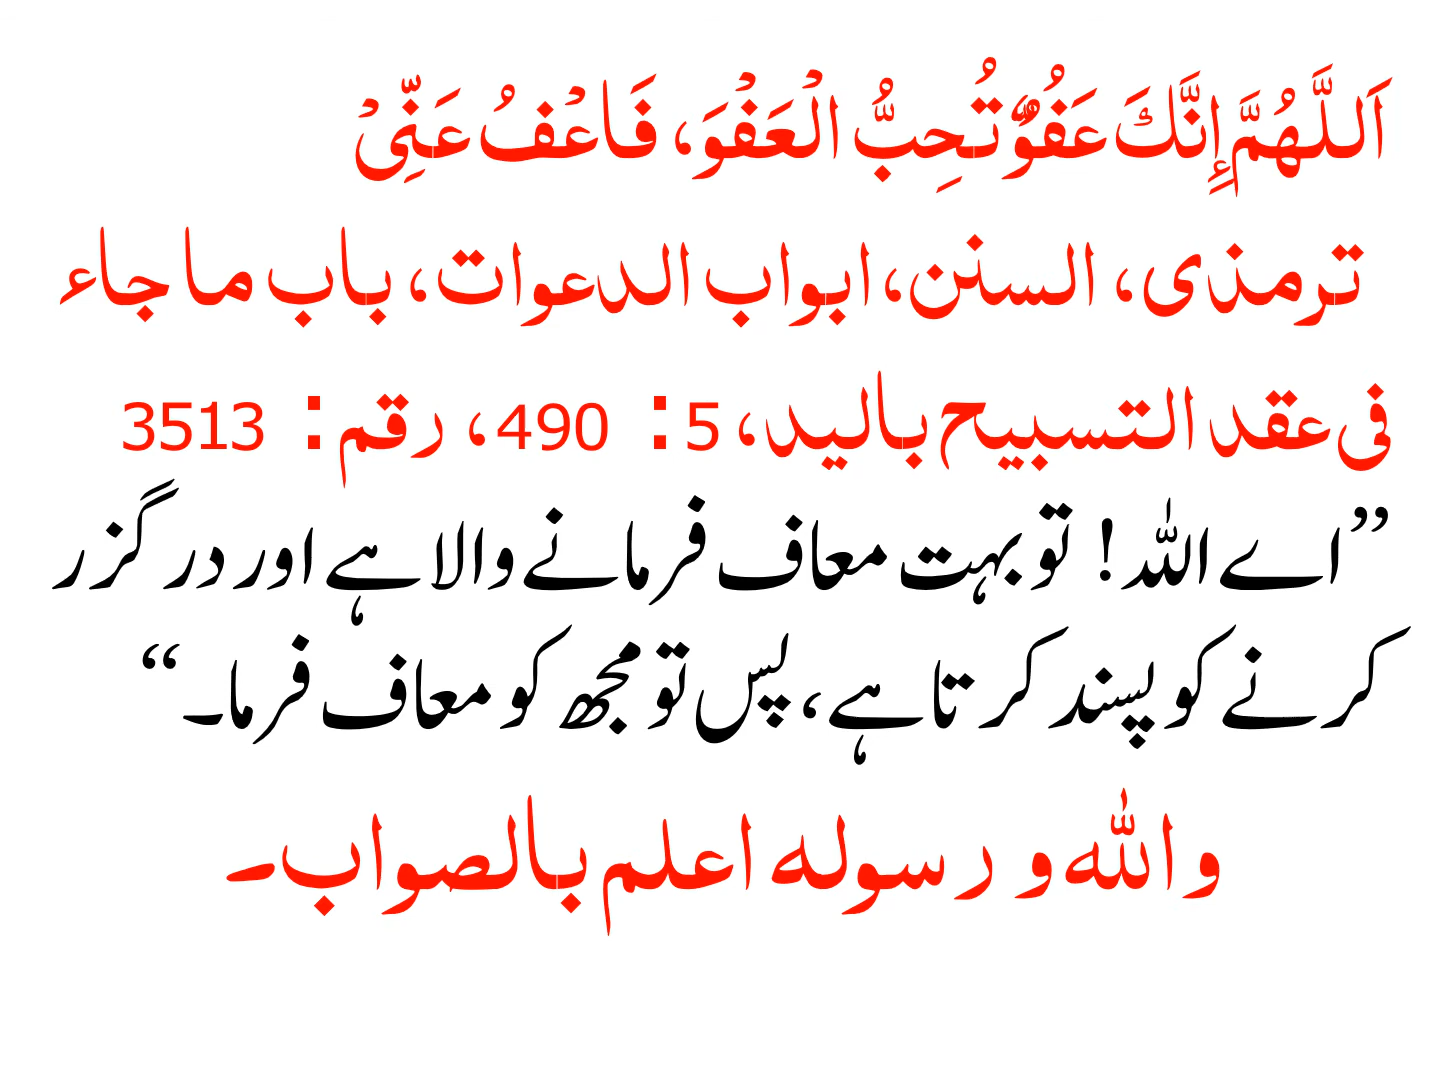 اَللَّهُمَّ إِنَّكَ عَفُوٌّ تُحِبُّ الْعَفْوَ، فَاعْفُ عَنِّيْ
ترمذی، السنن، ابواب الدعوات، باب ما جاء
فی عقد التسبیح بالید، 5: 490، رقم: 3513
’’اے اللہ! تو بہت معاف فرمانے والا ہے اور درگزر
کرنے کو پسند کرتا ہے، پس تو مجھ کو معاف فرما۔‘‘
واللہ و رسولہ اعلم بالصواب۔